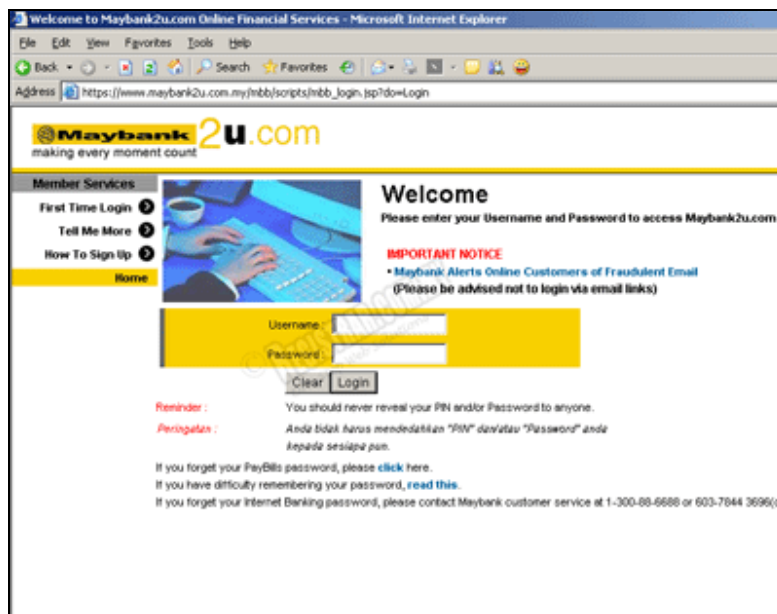 Welcome to Maybank2u.com Online Financial Services - Microsoft Internet Explorer
File Edit View Favorites Tools Help
Back Search Favorites
Address https://www.maybank2u.com.my/mbb/scripts/mbb_login.jsp?do=Login
Maybank 2u.com
making every moment count
Member Services
First Time Login
Tell Me More
How To Sign Up
Home
Welcome
Please enter your Username and Password to access Maybank2u.com
IMPORTANT NOTICE
• Maybank Alerts Online Customers of Fraudulent Email
(Please be advised not to login via email links)
Username :
Password :
Clear Login
Reminder : You should never reveal your PIN and/or Password to anyone.
Peringatan : Anda tidak harus mendedahkan "PIN" dan/atau "Password" anda
kepada sesiapa pun.
If you forget your PayBills password, please click here.
If you have difficulty remembering your password, read this.
If you forget your Internet Banking password, please contact Maybank customer service at 1-300-88-6688 or 603-7844 3696(